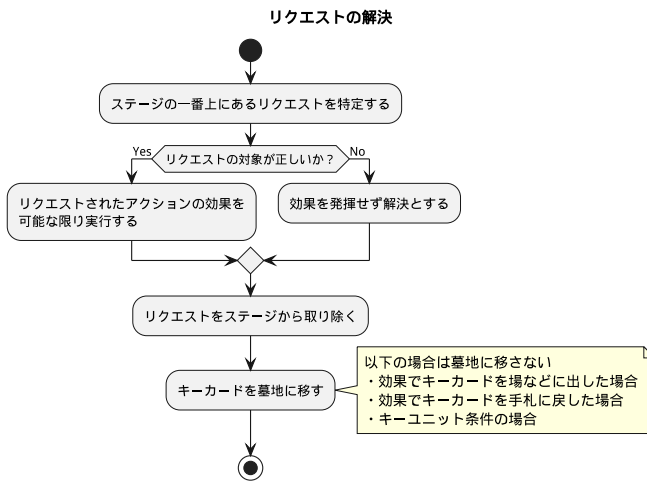 リクエストの解決
ステージの一番上にあるリクエストを特定する
リクエストの対象が正しいか？
Yes
No
リクエストされたアクションの効果を
可能な限り実行する
効果を発揮せず解決とする
リクエストをステージから取り除く
キーカードを墓地に移す
以下の場合は墓地に移さない
・効果でキーカードを場などに出した場合
・効果でキーカードを手札に戻した場合
・キーユニット条件の場合